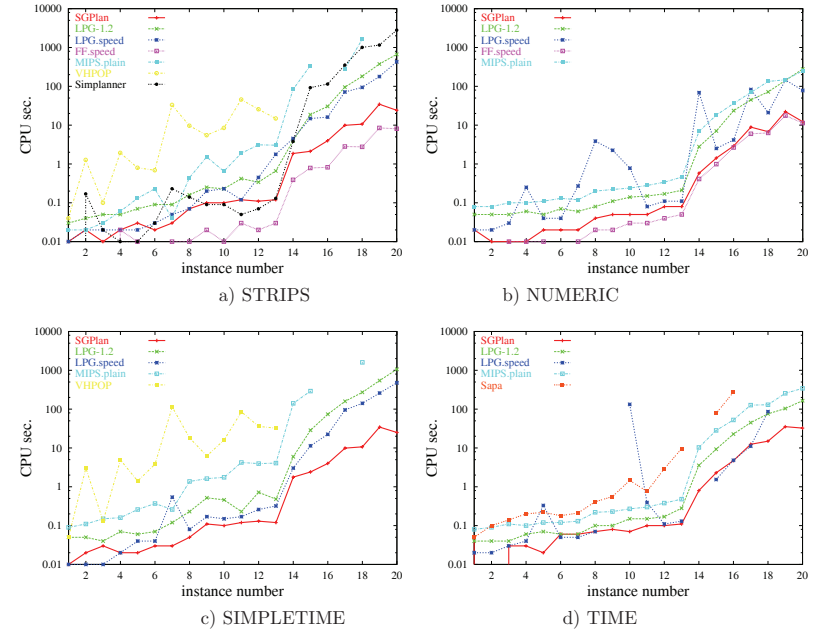 10000
1000
100
10
1
0.1
0.01
CPU sec.
SGPlan
LPG-1.2
LPG.speed
FF.speed
MIPS.plain
VHPOP
Simplanner
2 4 6 8 10 12 14 16 18 20
instance number
a) STRIPS
10000
1000
100
10
1
0.1
0.01
CPU sec.
SGPlan
LPG-1.2
LPG.speed
FF.speed
MIPS.plain
2 4 6 8 10 12 14 16 18 20
instance number
b) NUMERIC
10000
1000
100
10
1
0.1
0.01
CPU sec.
SGPlan
LPG-1.2
LPG.speed
MIPS.plain
VHPOP
2 4 6 8 10 12 14 16 18 20
instance number
c) SIMPLETIME
10000
1000
100
10
1
0.1
0.01
CPU sec.
SGPlan
LPG-1.2
LPG.speed
MIPS.plain
Sapa
2 4 6 8 10 12 14 16 18 20
instance number
d) TIME